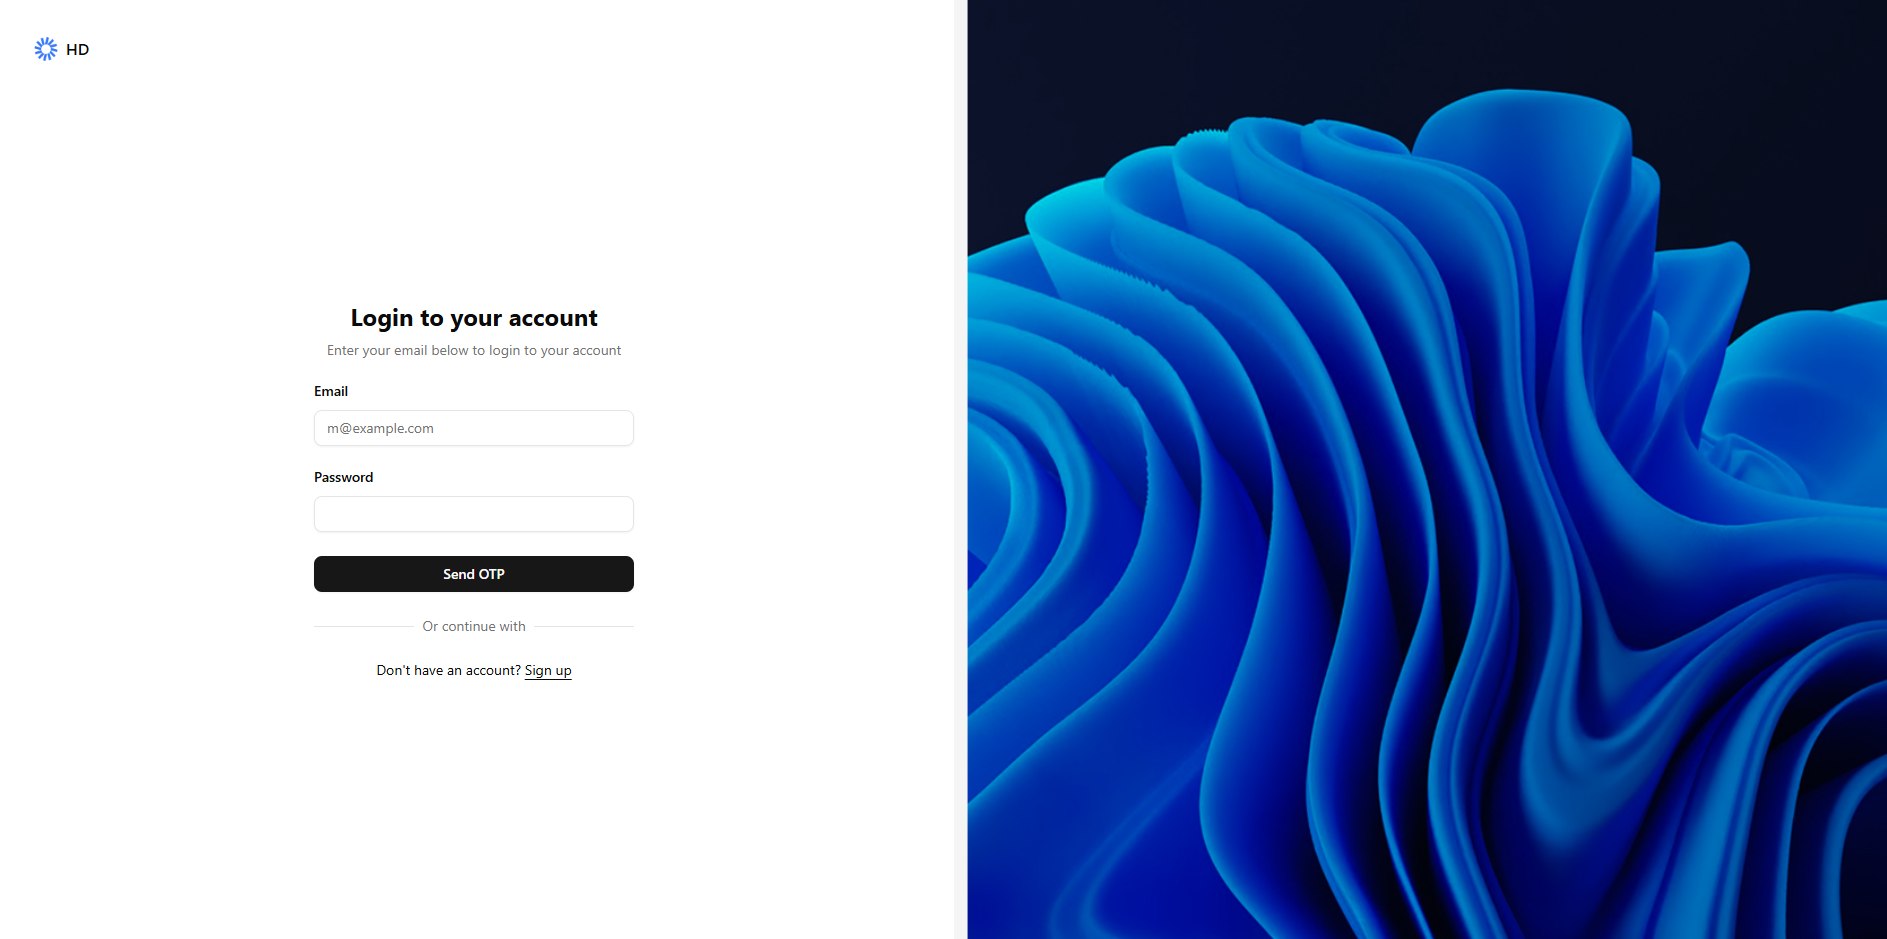 HD
Login to your account
Enter your email below to login to your account
Email
m@example.com
Password
Send OTP
Or continue with
Don't have an account? Sign up